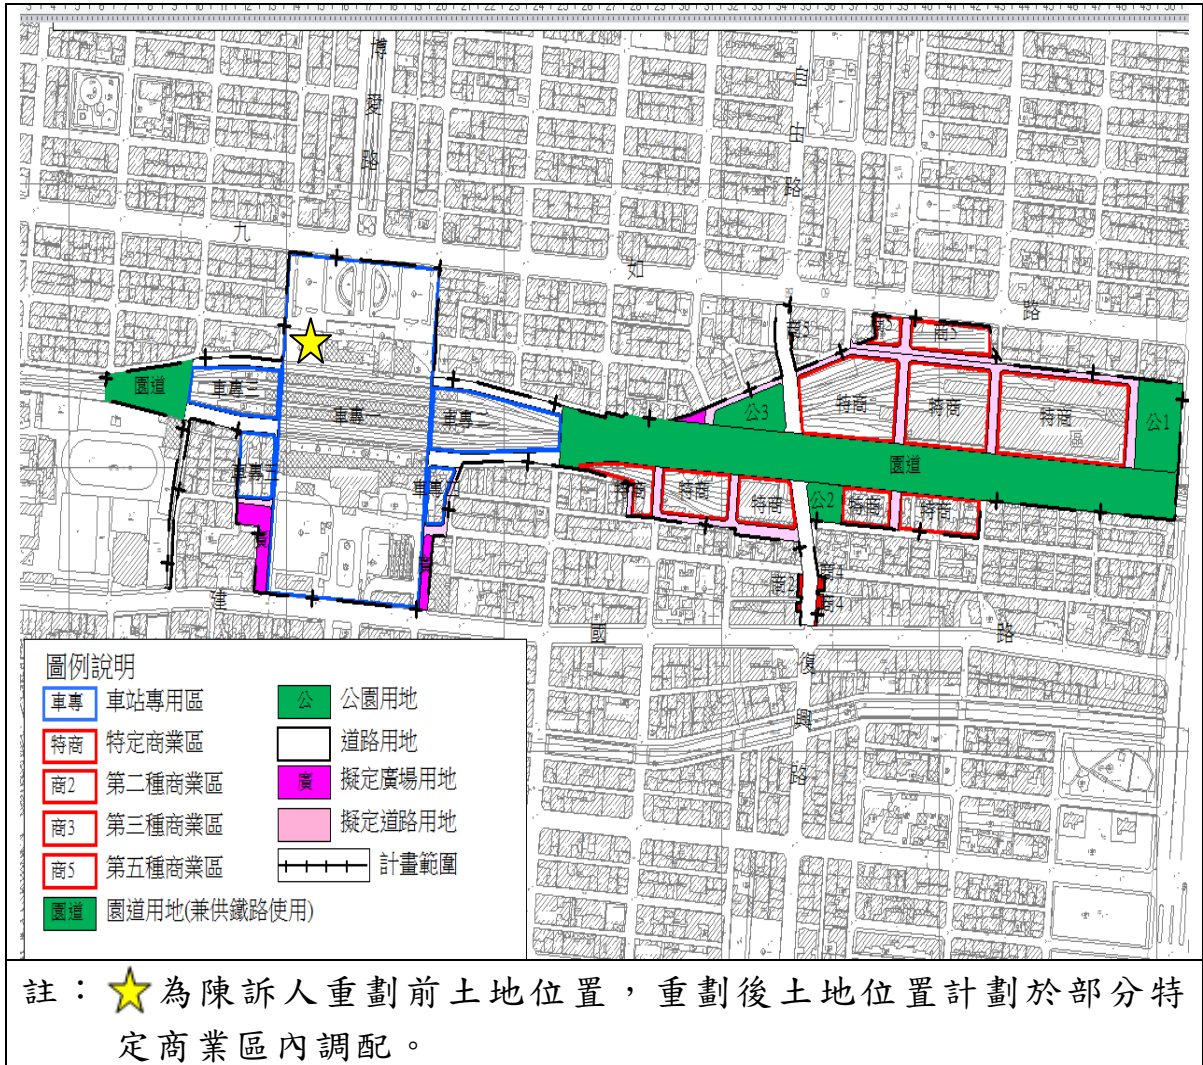 博愛路
自由路
九
如
路
商5
商5
商5
園道
車專三
車專一
車專二
公3
特商
特商
特商
區
公1
園道
車專五
特商
特商
特商
公2
特商
特商
廣
商2
商4
商4
建
國
路
復興路
圖例說明
車專 車站專用區
特商 特定商業區
商2 第二種商業區
商3 第三種商業區
商5 第五種商業區
園道 園道用地(兼供鐵路使用)
公 公園用地
道路用地
廣 擬定廣場用地
擬定道路用地
計畫範圍
註：為陳訴人重劃前土地位置，重劃後土地位置計劃於部分特
定商業區內調配。